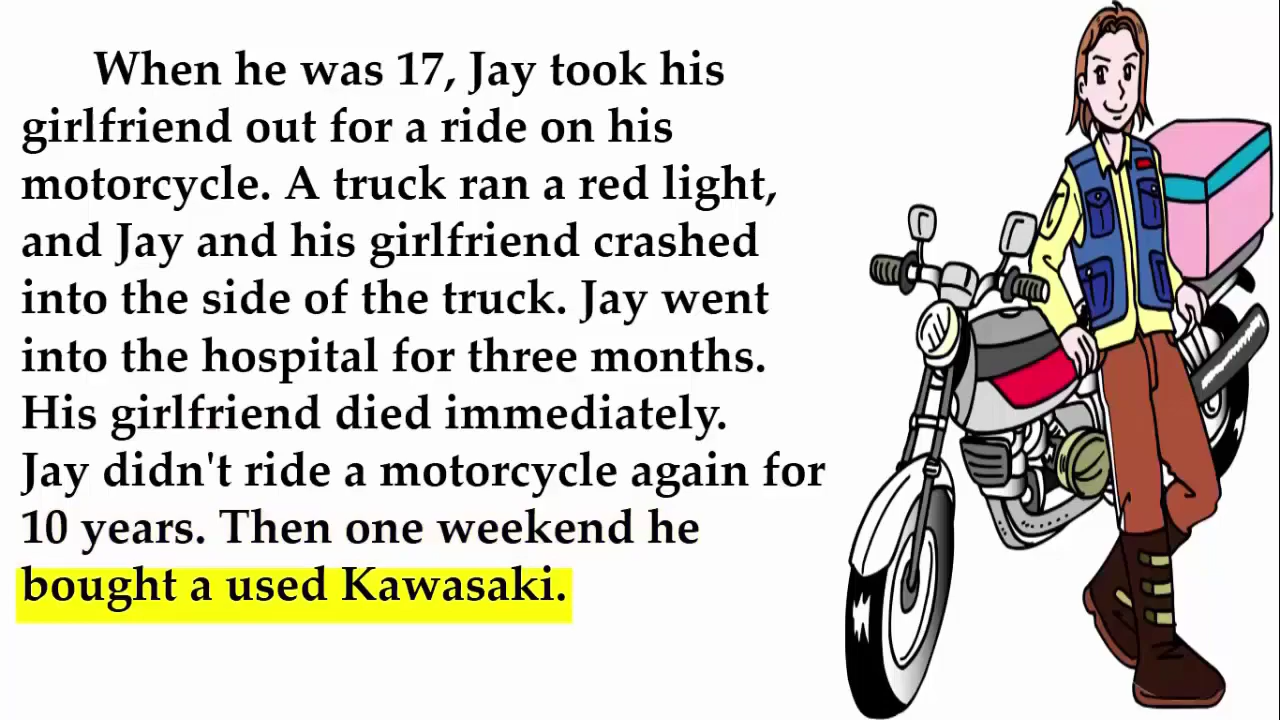 When he was 17, Jay took his
girlfriend out for a ride on his
motorcycle. A truck ran a red light,
and Jay and his girlfriend crashed
into the side of the truck. Jay went
into the hospital for three months.
His girlfriend died immediately.
Jay didn't ride a motorcycle again for
10 years. Then one weekend he
bought a used Kawasaki.